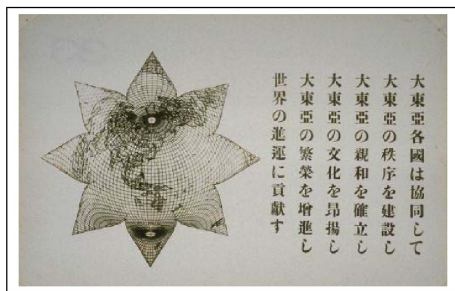 大東亞各國は協同して
大東亞の秩序を建設し
大東亞の親和を確立し
大東亞の文化を昂揚し
大東亞の繁榮を增進し
世界の進運に貢獻す